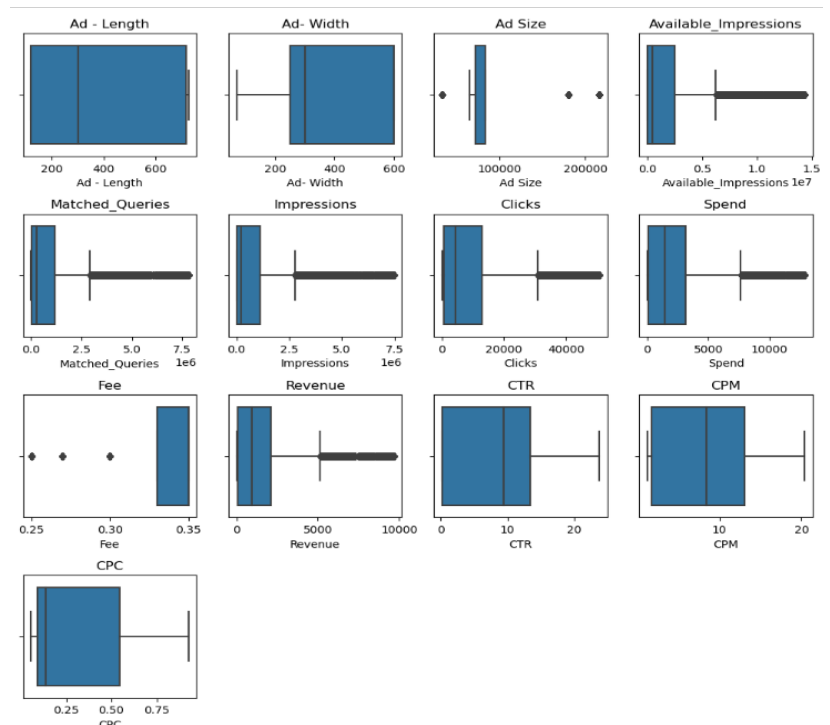 Ad - Length
Ad- Width
Ad Size
Available_Impressions
200 400 600
200 400 600
100000 200000
0.0 0.5 1.0 1.5
Ad - Length
Ad- Width
Ad Size
Available_Impressions 1e7
Matched_Queries
Impressions
Clicks
Spend
0.0 2.5 5.0 7.5
0.0 2.5 5.0 7.5
0 20000 40000
0 5000 10000
Matched_Queries 1e6
Impressions 1e6
Clicks
Spend
Fee
Revenue
CTR
CPM
0.25 0.30 0.35
0 5000 10000
0 10 20
10 20
Fee
Revenue
CTR
CPM
CPC
0.25 0.50 0.75
CPC